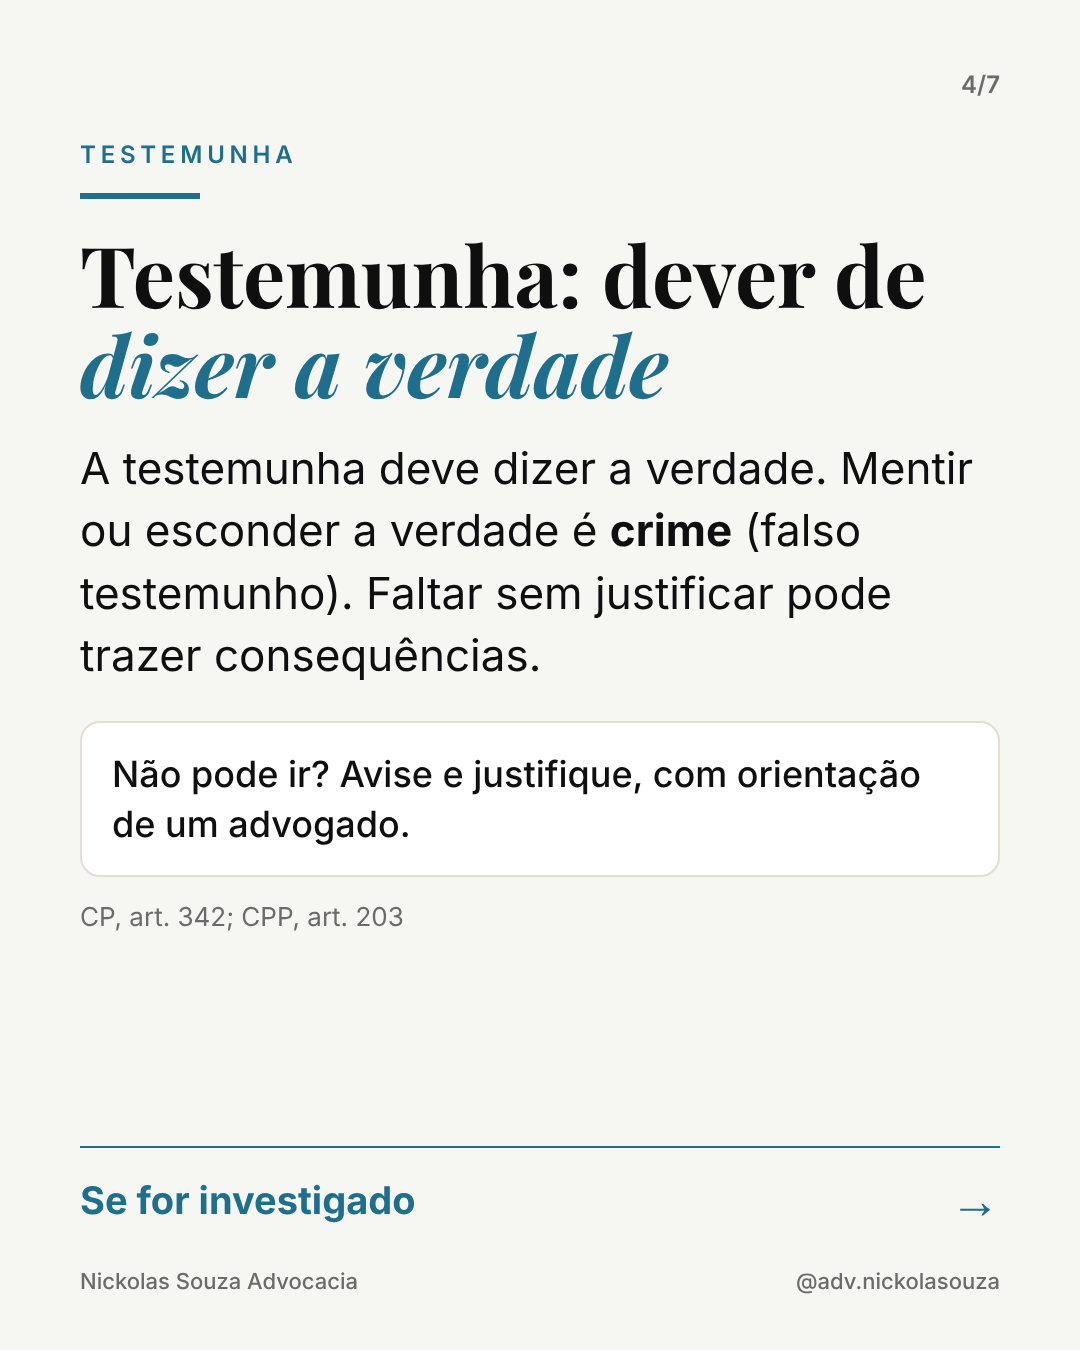 4/7
TESTEMUNHA
Testemunha: dever de
dizer a verdade
A testemunha deve dizer a verdade. Mentir
ou esconder a verdade é crime (falso
testemunho). Faltar sem justificar pode
trazer consequências.
Não pode ir? Avise e justifique, com orientação
de um advogado.
CP, art. 342; CPP, art. 203
Se for investigado →
Nickolas Souza Advocacia
@adv.nickolasouza